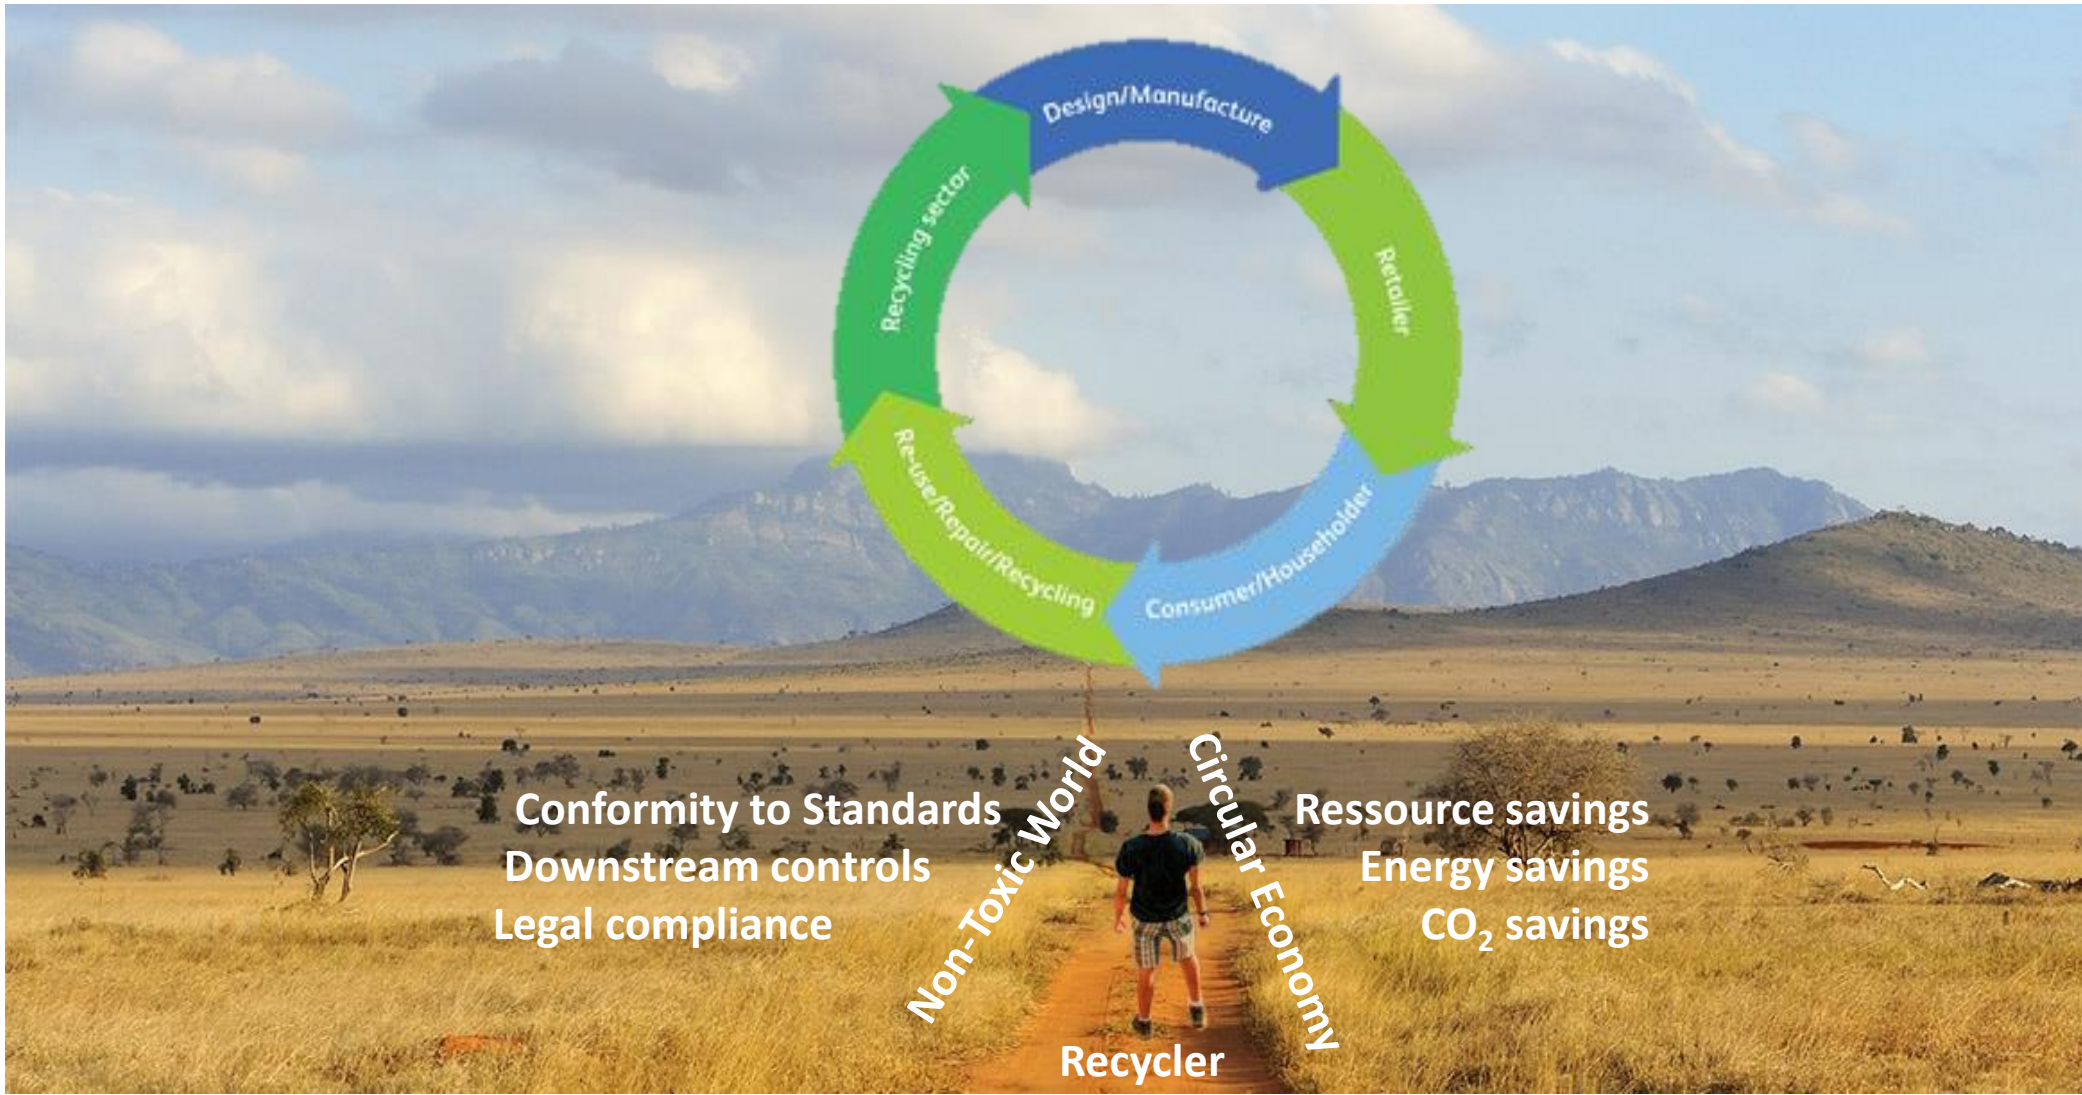 Design/Manufacture
Retailer
Consumer/Householder
Re-use/Repair/Recycling
Recycling sector
Non-Toxic World
Circular Economy
Conformity to Standards
Downstream controls
Legal compliance
Ressource savings
Energy savings
CO₂ savings
Recycler